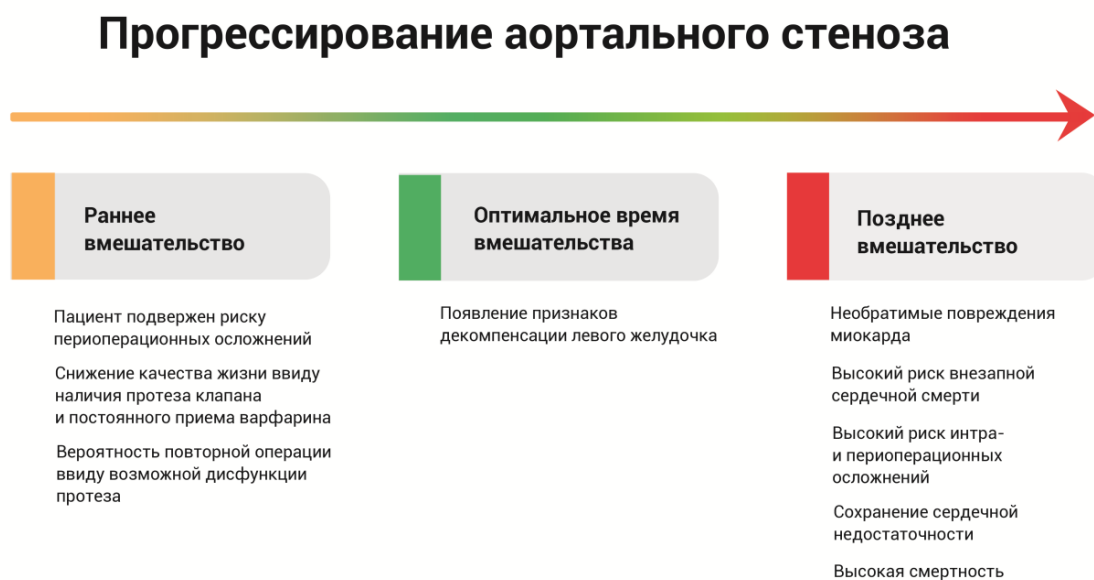 Прогрессирование аортального стеноза
Раннее
вмешательство
Пациент подвержен риску
периоперационных осложнений
Снижение качества жизни ввиду
наличия протеза клапана
и постоянного приема варфарина
Вероятность повторной операции
ввиду возможной дисфункции
протеза
Оптимальное время
вмешательства
Появление признаков
декомпенсации левого желудочка
Позднее
вмешательство
Необратимые повреждения
миокарда
Высокий риск внезапной
сердечной смерти
Высокий риск интра-
и периоперационных
осложнений
Сохранение сердечной
недостаточности
Высокая смертность